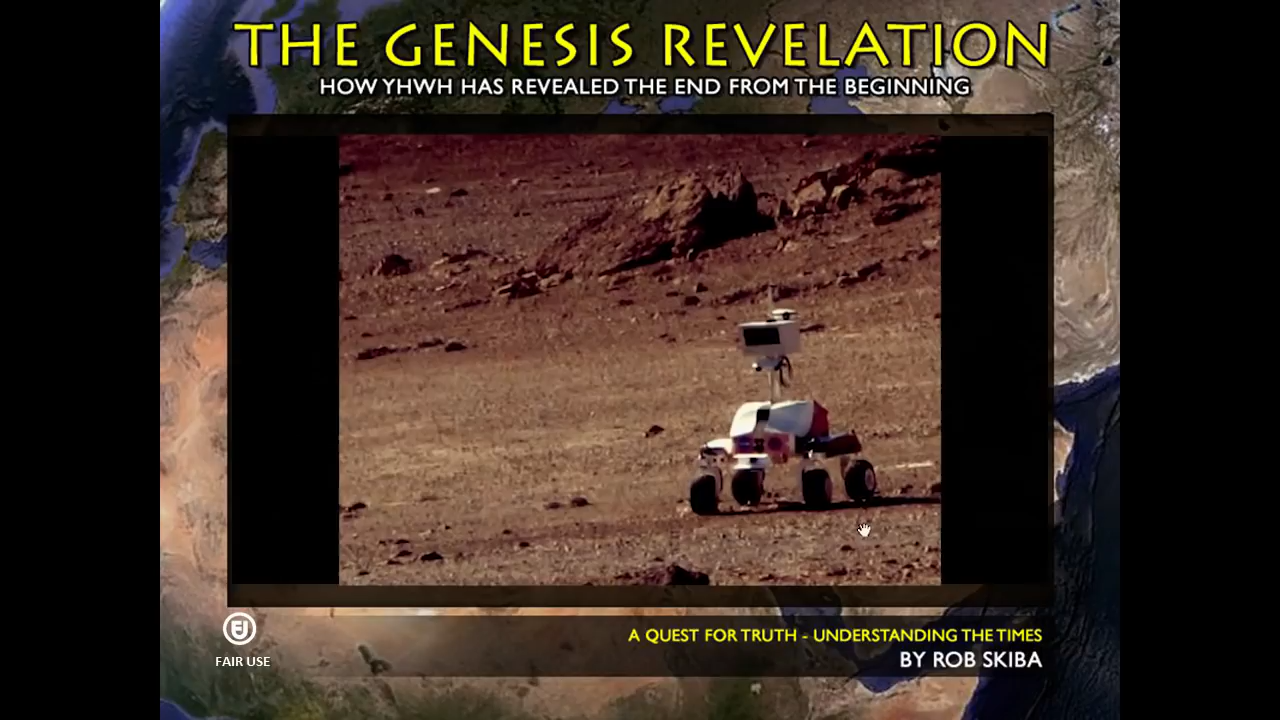 THE GENESIS REVELATION
HOW YHWH HAS REVEALED THE END FROM THE BEGINNING
FAIR USE
A QUEST FOR TRUTH - UNDERSTANDING THE TIMES
BY ROB SKIBA